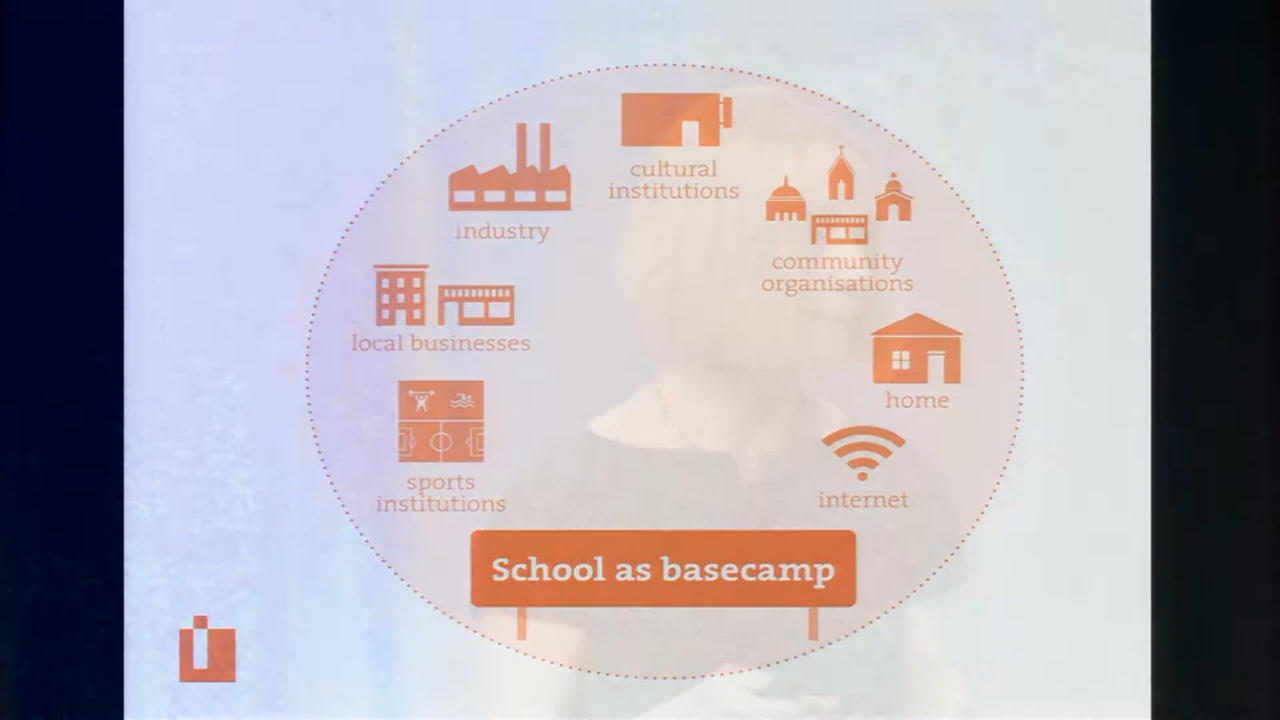 cultural
institutions
industry
community
organisations
local businesses
home
sports
institutions
internet
School as basecamp